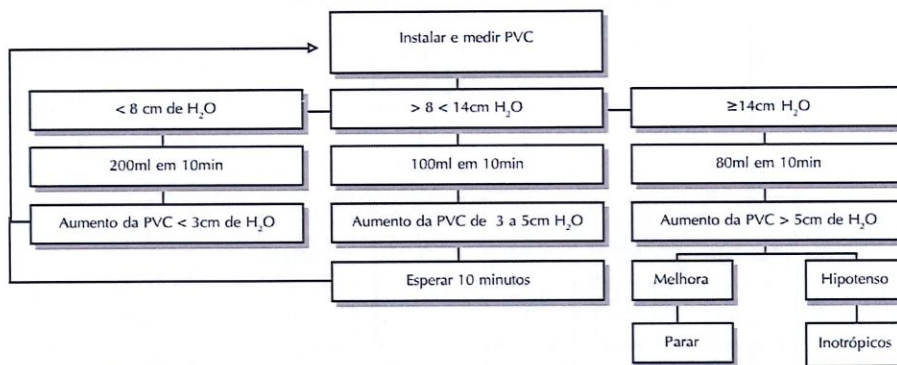 Instalar e medir PVC
< 8 cm de H₂O
> 8 < 14cm H₂O
≥14cm H₂O
200ml em 10min
100ml em 10min
80ml em 10min
Aumento da PVC < 3cm de H₂O
Aumento da PVC de 3 a 5cm H₂O
Aumento da PVC > 5cm de H₂O
Esperar 10 minutos
Melhora
Hipotenso
Parar
Inotrópicos